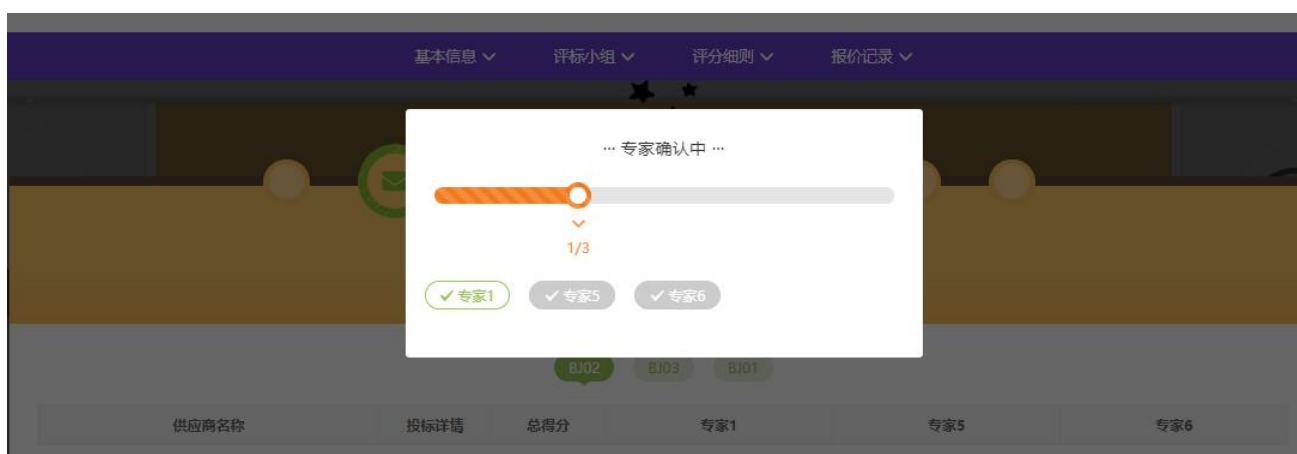 基本信息 评标小组 评分细则 报价记录
… 专家确认中 …
1/3
专家1 专家5 专家6
BJ02 BJ03 BJ01
供应商名称 投标详情 总得分 专家1 专家5 专家6